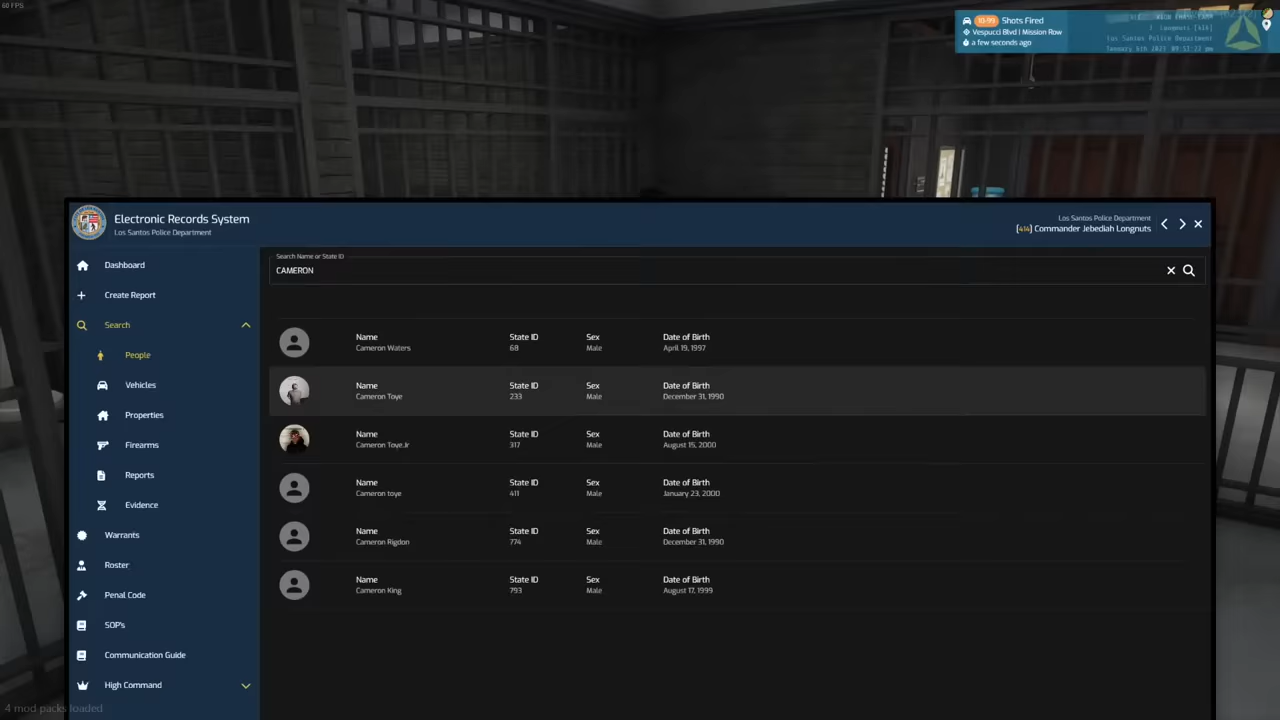 60 FPS
10-99 Shots Fired
Vespucci Blvd | Mission Row
a few seconds ago
Los Santos Police Department
Electronic Records System
Los Santos Police Department
Los Santos Police Department
[414] Commander Jebediah Longnuts
Dashboard
Create Report
Search
People
Vehicles
Properties
Firearms
Reports
Evidence
Warrants
Roster
Penal Code
SOP's
Communication Guide
High Command
Search Name or State ID
CAMERON
Name State ID Sex Date of Birth
Cameron Waters 68 Male April 19, 1997
Name State ID Sex Date of Birth
Cameron Toye 233 Male December 31, 1990
Name State ID Sex Date of Birth
Cameron Toye.Jr 317 Male August 15, 2000
Name State ID Sex Date of Birth
Cameron toye 411 Male January 23, 2000
Name State ID Sex Date of Birth
Cameron Rigdon 774 Male December 31, 1990
Name State ID Sex Date of Birth
Cameron King 793 Male August 17, 1999
4 mod packs loaded